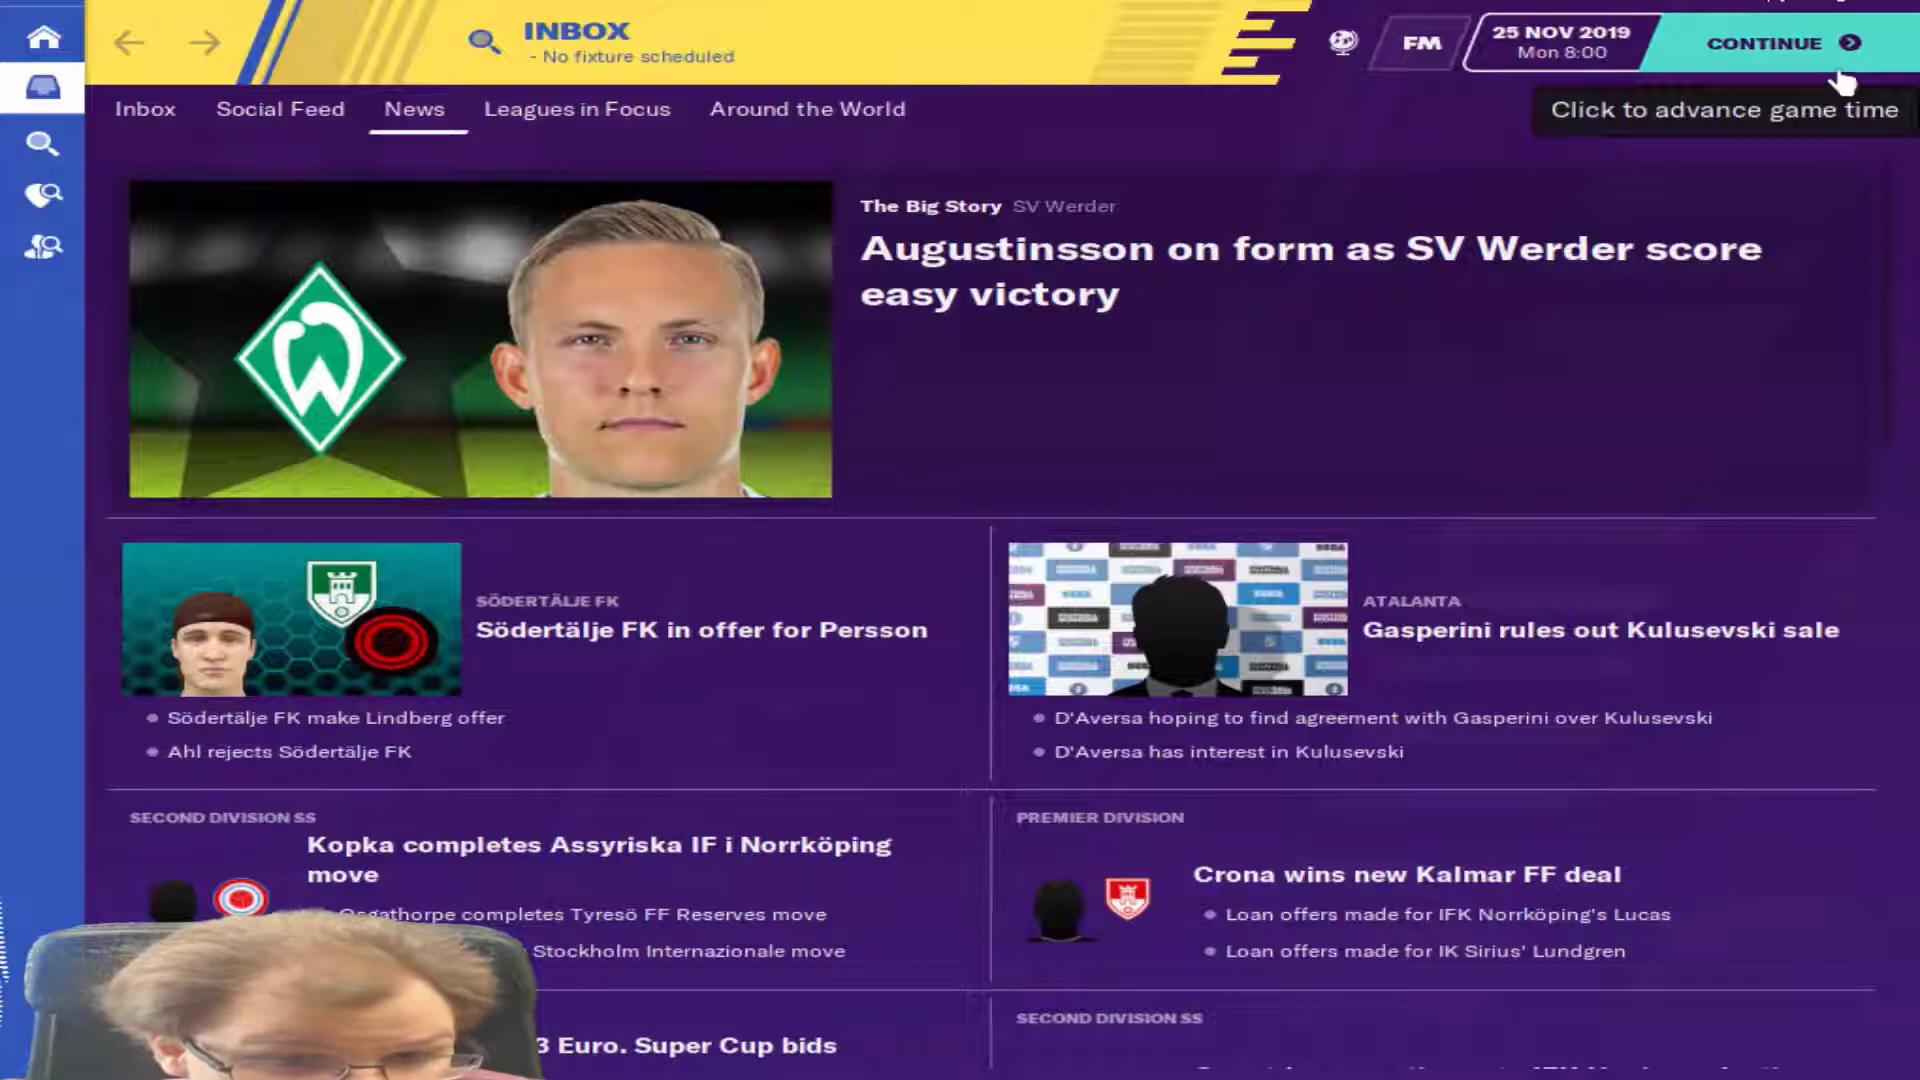 INBOX
- No fixture scheduled
FM
25 NOV 2019
Mon 8:00
CONTINUE
Click to advance game time
Inbox
Social Feed
News
Leagues in Focus
Around the World
The Big Story SV Werder
Augustinsson on form as SV Werder score
easy victory
SÖDERTÄLJE FK
Södertälje FK in offer for Persson
Södertälje FK make Lindberg offer
Ahl rejects Södertälje FK
ATALANTA
Gasperini rules out Kulusevski sale
D'Aversa hoping to find agreement with Gasperini over Kulusevski
D'Aversa has interest in Kulusevski
SECOND DIVISION SS
Kopka completes Assyriska IF i Norrköping
move
completes Tyresö FF Reserves move
Stockholm Internazionale move
PREMIER DIVISION
Crona wins new Kalmar FF deal
Loan offers made for IFK Norrköping's Lucas
Loan offers made for IK Sirius' Lundgren
3 Euro. Super Cup bids
SECOND DIVISION SS